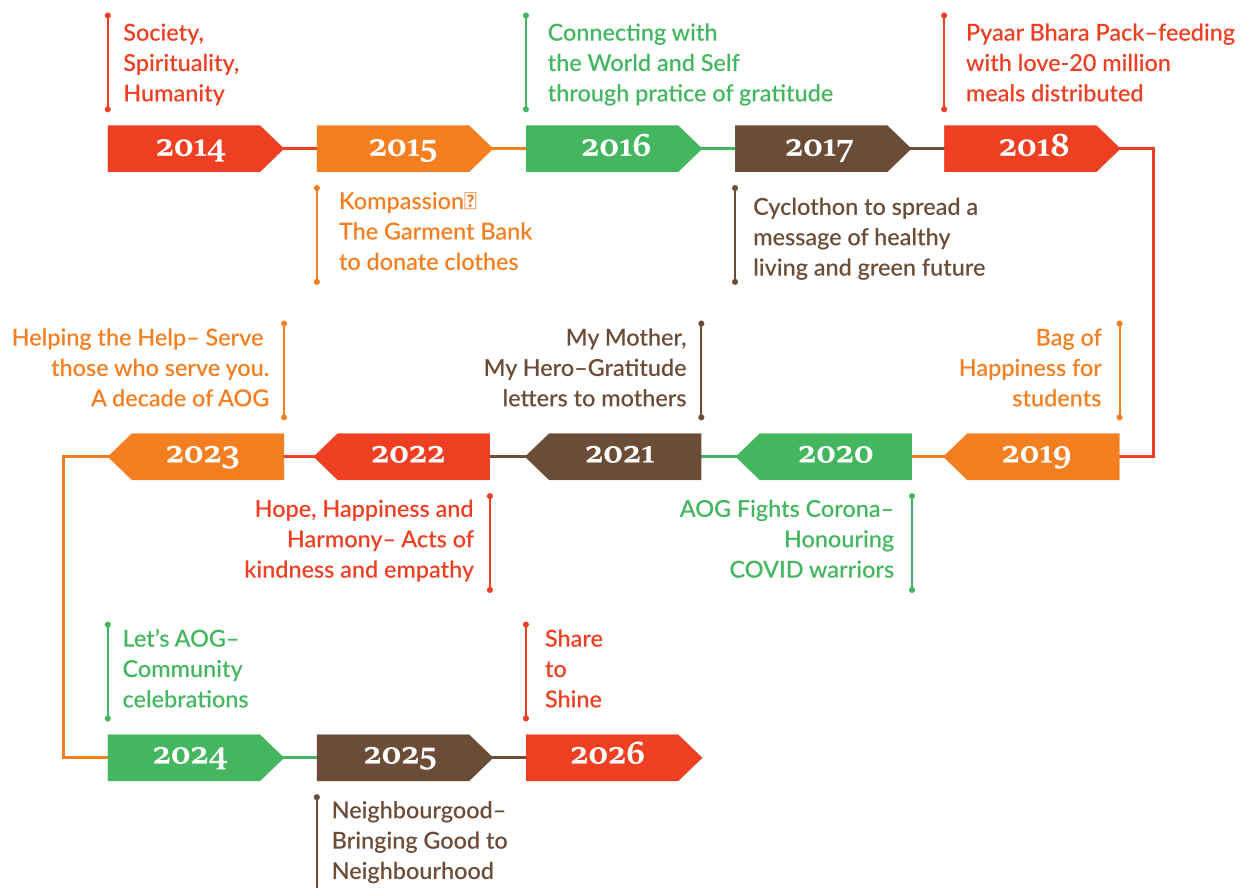 Society,
Spirituality,
Humanity
2014
2015
Kompassion
The Garment Bank
to donate clothes
Connecting with
the World and Self
through pratice of gratitude
2016
2017
Cyclothon to spread a
message of healthy
living and green future
Pyaar Bhara Pack–feeding
with love-20 million
meals distributed
2018
Bag of
Happiness for
students
2019
2020
AOG Fights Corona–
Honouring
COVID warriors
My Mother,
My Hero–Gratitude
letters to mothers
2021
2022
Hope, Happiness and
Harmony– Acts of
kindness and empathy
Helping the Help– Serve
those who serve you.
A decade of AOG
2023
Let's AOG–
Community
celebrations
2024
2025
Neighbourgood–
Bringing Good to
Neighbourhood
Share
to
Shine
2026